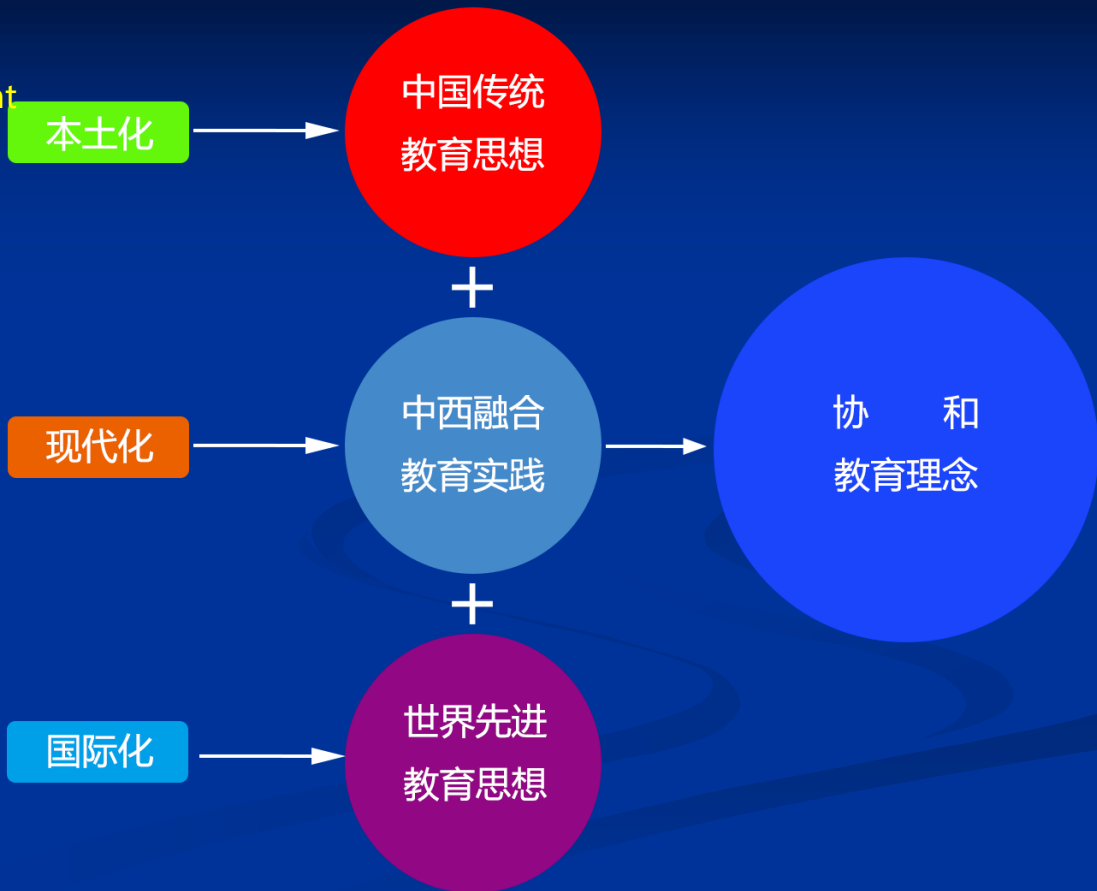 本土化
中国传统
教育思想
+
现代化
中西融合
教育实践
协 和
教育理念
+
国际化
世界先进
教育思想